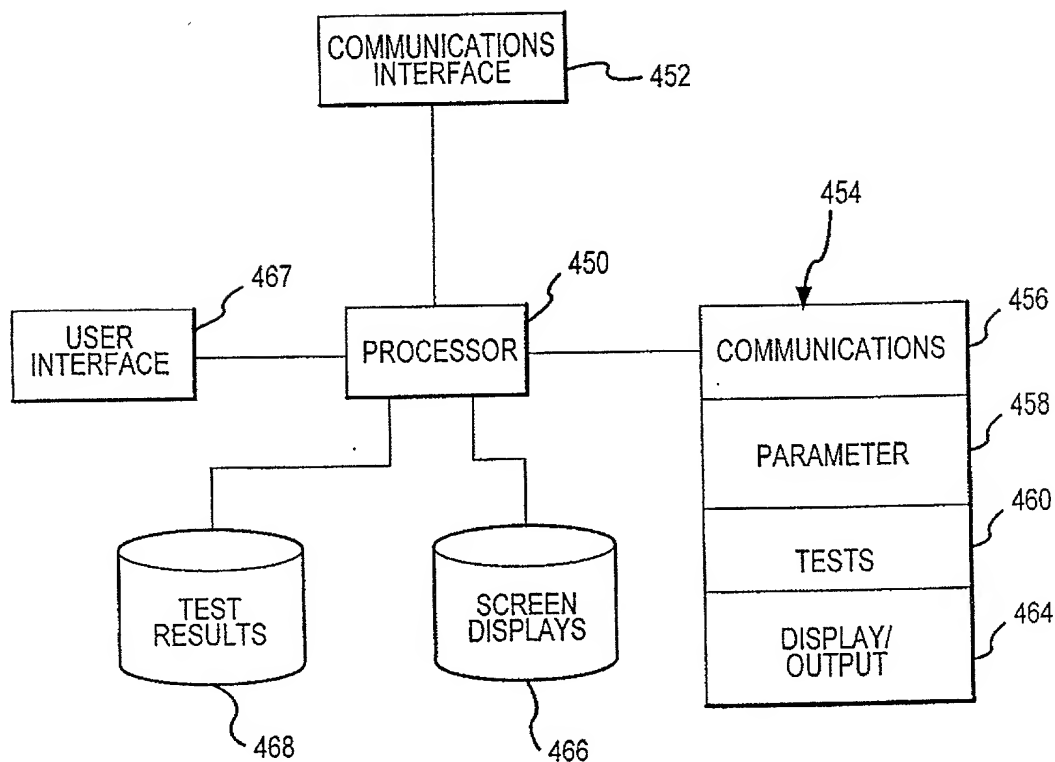 COMMUNICATIONS
INTERFACE
452
454
467
450
456
USER
INTERFACE
PROCESSOR
COMMUNICATIONS
458
PARAMETER
460
TESTS
TEST
RESULTS
SCREEN
DISPLAYS
464
DISPLAY/
OUTPUT
468
466